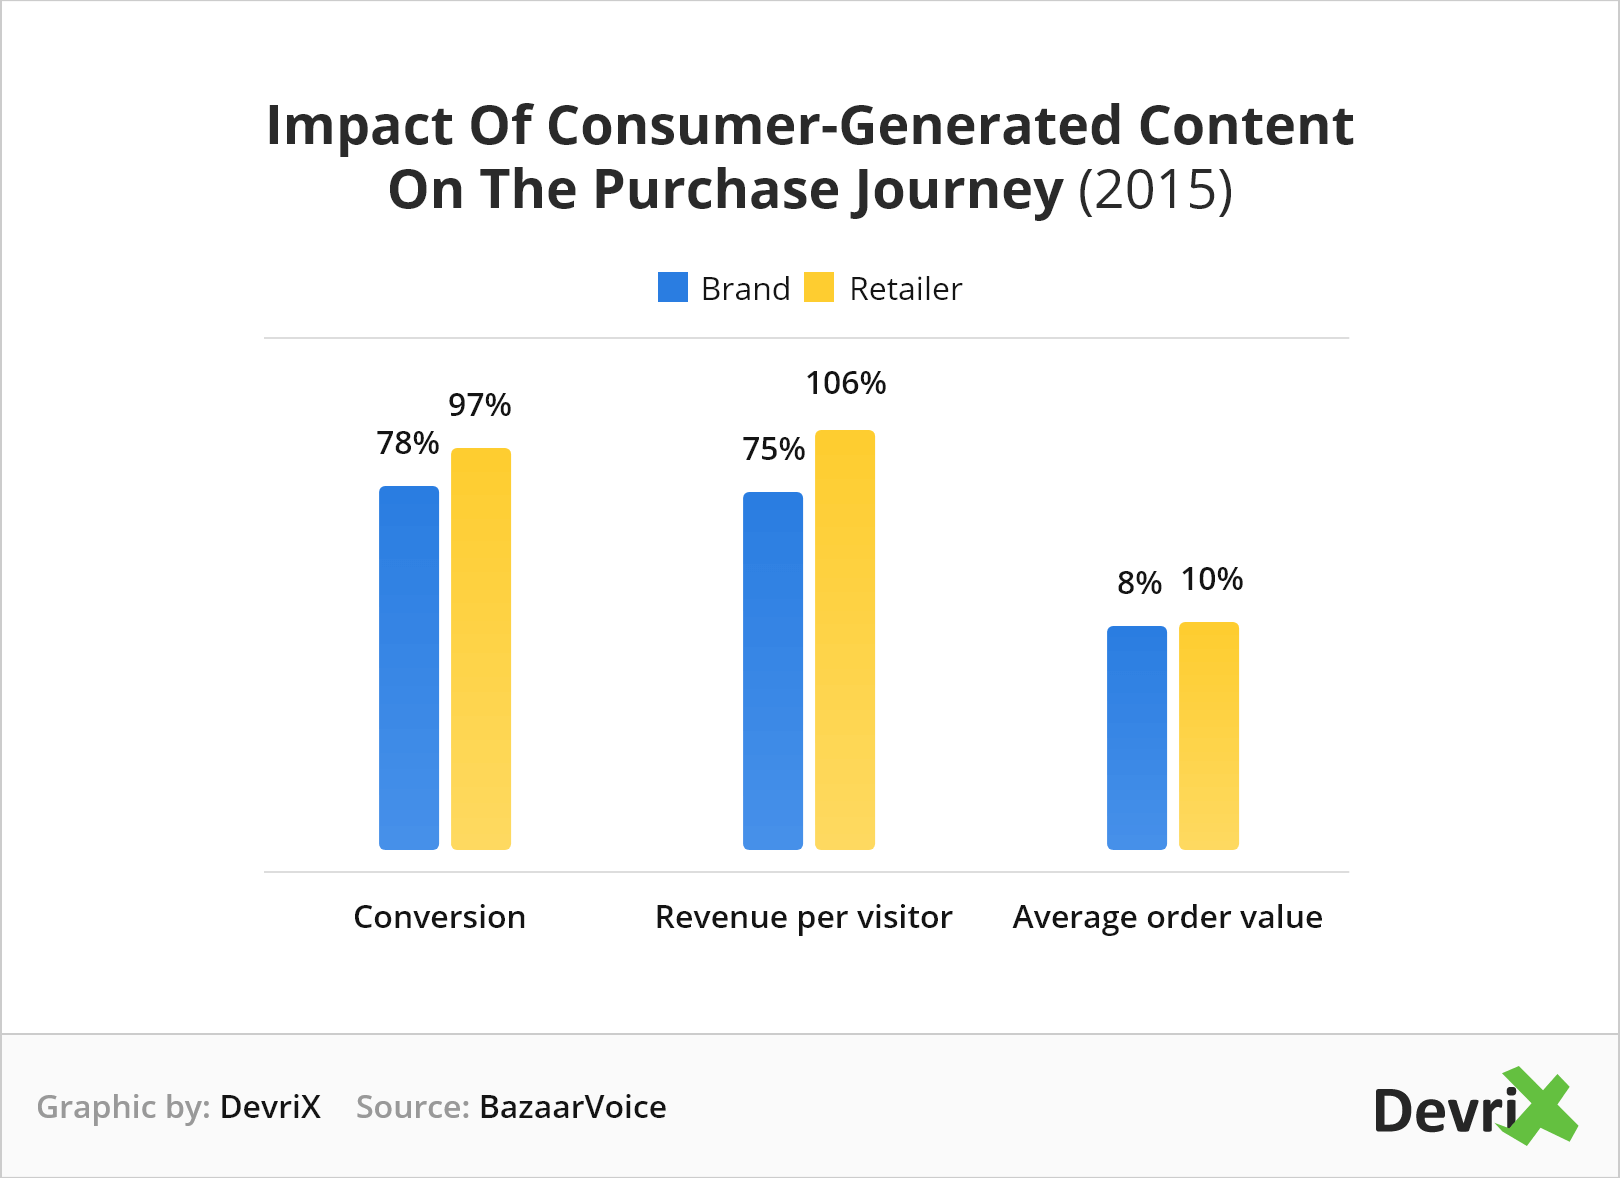 Impact Of Consumer-Generated Content
On The Purchase Journey (2015)
Brand Retailer
78% 97%
75% 106%
8% 10%
Conversion Revenue per visitor Average order value
Graphic by: DevriX Source: BazaarVoice
DevriX